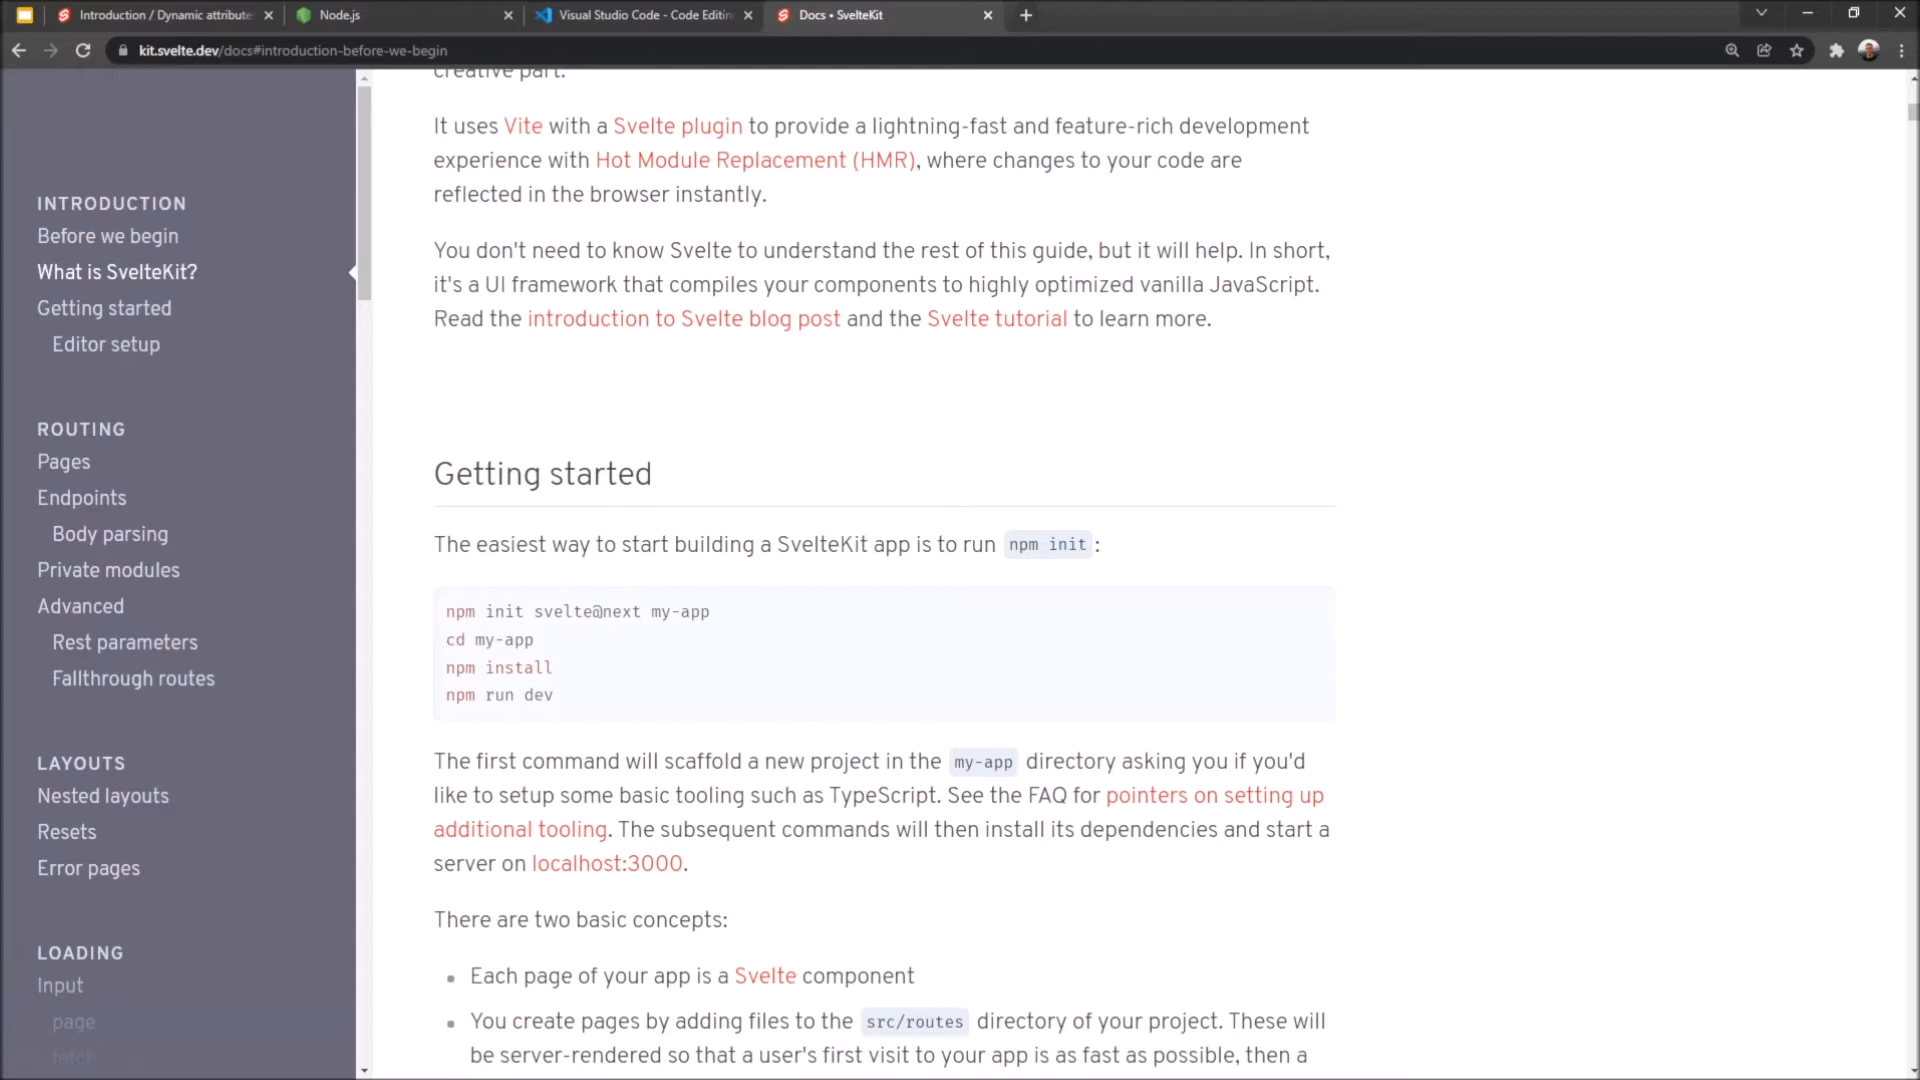 Introduction / Dynamic attribute
Node.js
Visual Studio Code - Code Editin
Docs • SvelteKit
kit.svelte.dev/docs#introduction-before-we-begin
INTRODUCTION
Before we begin
What is SvelteKit?
Getting started
Editor setup
ROUTING
Pages
Endpoints
Body parsing
Private modules
Advanced
Rest parameters
Fallthrough routes
LAYOUTS
Nested layouts
Resets
Error pages
LOADING
Input
page
fetch
creative part.
It uses Vite with a Svelte plugin to provide a lightning-fast and feature-rich development
experience with Hot Module Replacement (HMR), where changes to your code are
reflected in the browser instantly.
You don't need to know Svelte to understand the rest of this guide, but it will help. In short,
it's a UI framework that compiles your components to highly optimized vanilla JavaScript.
Read the introduction to Svelte blog post and the Svelte tutorial to learn more.
Getting started
The easiest way to start building a SvelteKit app is to run npm init:
npm init svelte@next my-app
cd my-app
npm install
npm run dev
The first command will scaffold a new project in the my-app directory asking you if you'd
like to setup some basic tooling such as TypeScript. See the FAQ for pointers on setting up
additional tooling. The subsequent commands will then install its dependencies and start a
server on localhost:3000.
There are two basic concepts:
Each page of your app is a Svelte component
You create pages by adding files to the src/routes directory of your project. These will
be server-rendered so that a user's first visit to your app is as fast as possible, then a